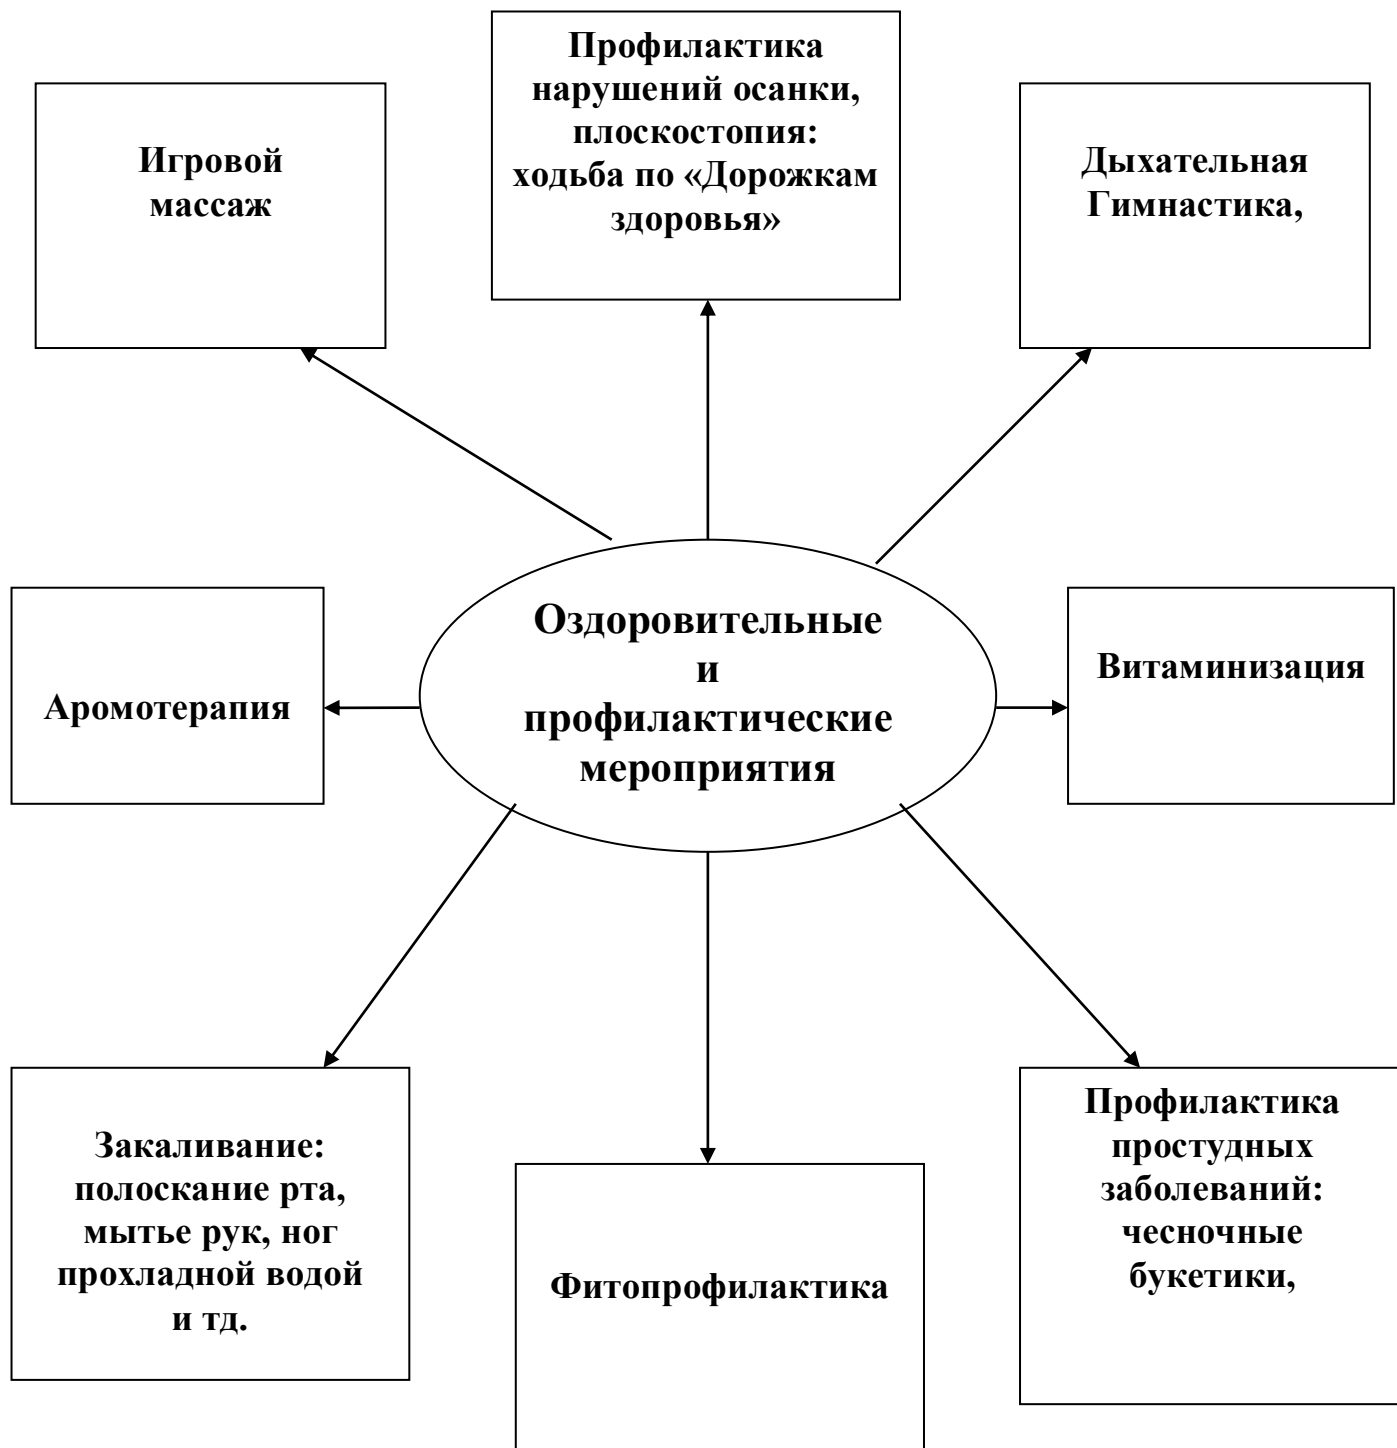 Профилактика
нарушений осанки,
плоскостопия:
ходьба по «Дорожкам
здоровья»
Игровой
массаж
Дыхательная
Гимнастика,
Оздоровительные
и
профилактические
мероприятия
Аромотерапия
Витаминизация
Закаливание:
полоскание рта,
мытье рук, ног
прохладной водой
и тд.
Фитопрофилактика
Профилактика
простудных
заболеваний:
чесночные
букетики,